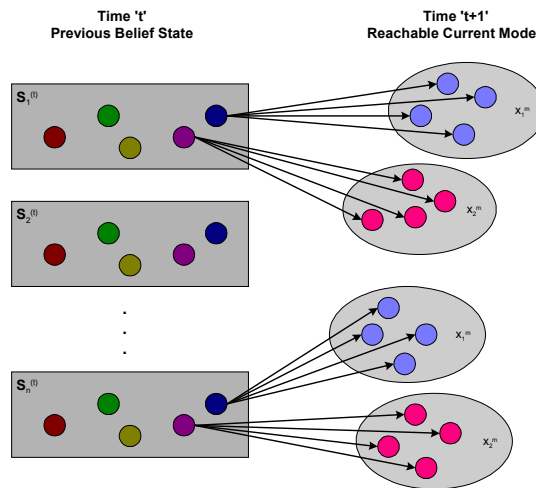 Time 't'
Previous Belief State
Time 't+1'
Reachable Current Mode
S₁⁽ᵗ⁾
x₁ᵐ
x₂ᵐ
S₂⁽ᵗ⁾
.
.
.
x₁ᵐ
Sₙ⁽ᵗ⁾
x₂ᵐ